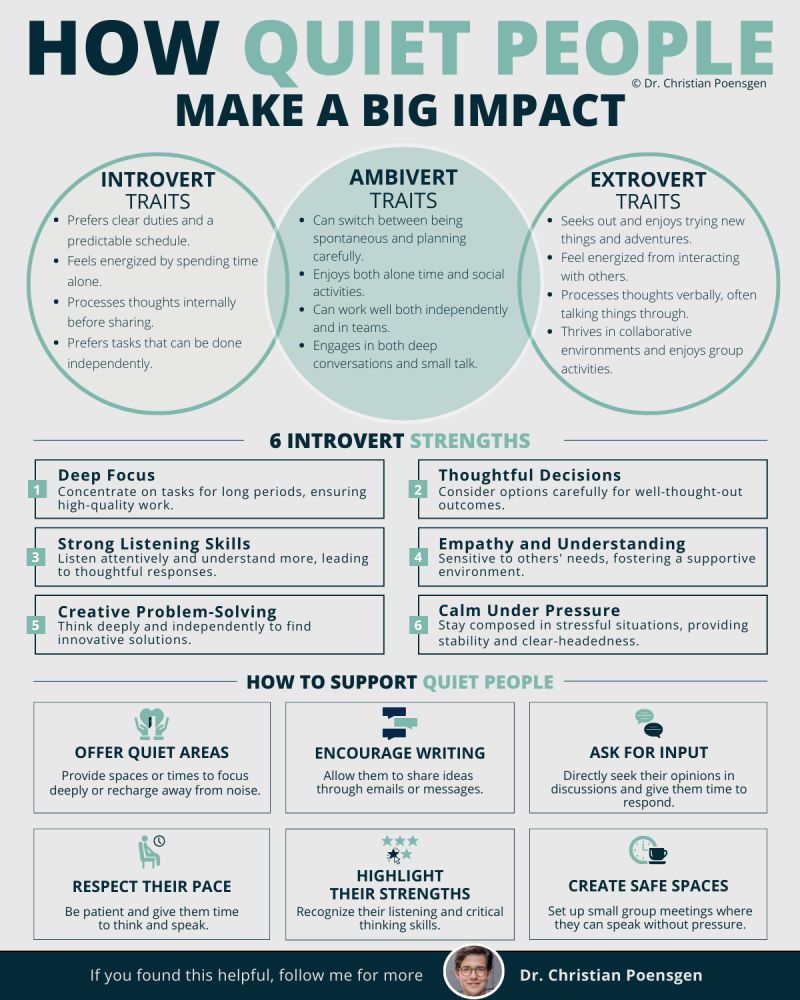 HOW QUIET PEOPLE
© Dr. Christian Poensgen
MAKE A BIG IMPACT
INTROVERT
TRAITS
• Prefers clear duties and a
predictable schedule.
• Feels energized by spending time
alone.
• Processes thoughts internally
before sharing.
• Prefers tasks that can be done
independently.
AMBIVERT
TRAITS
• Can switch between being
spontaneous and planning
carefully.
• Enjoys both alone time and social
activities.
• Can work well both independently
and in teams.
• Engages in both deep
conversations and small talk.
EXTROVERT
TRAITS
• Seeks out and enjoys trying new
things and adventures.
• Feel energized from interacting
with others.
• Processes thoughts verbally, often
talking things through.
• Thrives in collaborative
environments and enjoys group
activities.
6 INTROVERT STRENGTHS
1
Deep Focus
Concentrate on tasks for long periods, ensuring
high-quality work.
2
Thoughtful Decisions
Consider options carefully for well-thought-out
outcomes.
3
Strong Listening Skills
Listen attentively and understand more, leading
to thoughtful responses.
4
Empathy and Understanding
Sensitive to others' needs, fostering a supportive
environment.
5
Creative Problem-Solving
Think deeply and independently to find
innovative solutions.
6
Calm Under Pressure
Stay composed in stressful situations, providing
stability and clear-headedness.
HOW TO SUPPORT QUIET PEOPLE
OFFER QUIET AREAS
Provide spaces or times to focus
deeply or recharge away from noise.
ENCOURAGE WRITING
Allow them to share ideas
through emails or messages.
ASK FOR INPUT
Directly seek their opinions in
discussions and give them time to
respond.
RESPECT THEIR PACE
Be patient and give them time
to think and speak.
HIGHLIGHT
THEIR STRENGTHS
Recognize their listening and critical
thinking skills.
CREATE SAFE SPACES
Set up small group meetings where
they can speak without pressure.
If you found this helpful, follow me for more
Dr. Christian Poensgen